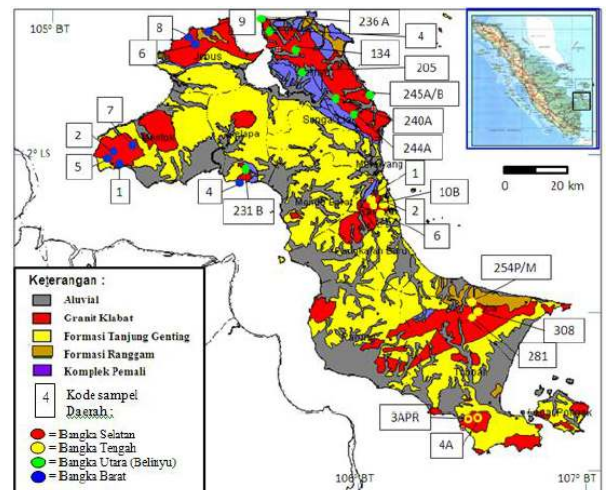 105° BT
9
236 A
8
4
6
134
205
7
245A/B
2
240A
2° LS
5
244A
1
4
1
0 20 km
10B
231 B
2
6
254P/M
Keterangan :
Aluvial
Granit Klabat
Formasi Tanjung Genting
308
Formasi Ranggam
281
Komplek Pemali
4 Kode sampel
Daerah :
3APR
= Bangka Selatan
= Bangka Tengah
4A
= Bangka Utara (Belinyu)
= Bangka Barat
106° BT
107° BT